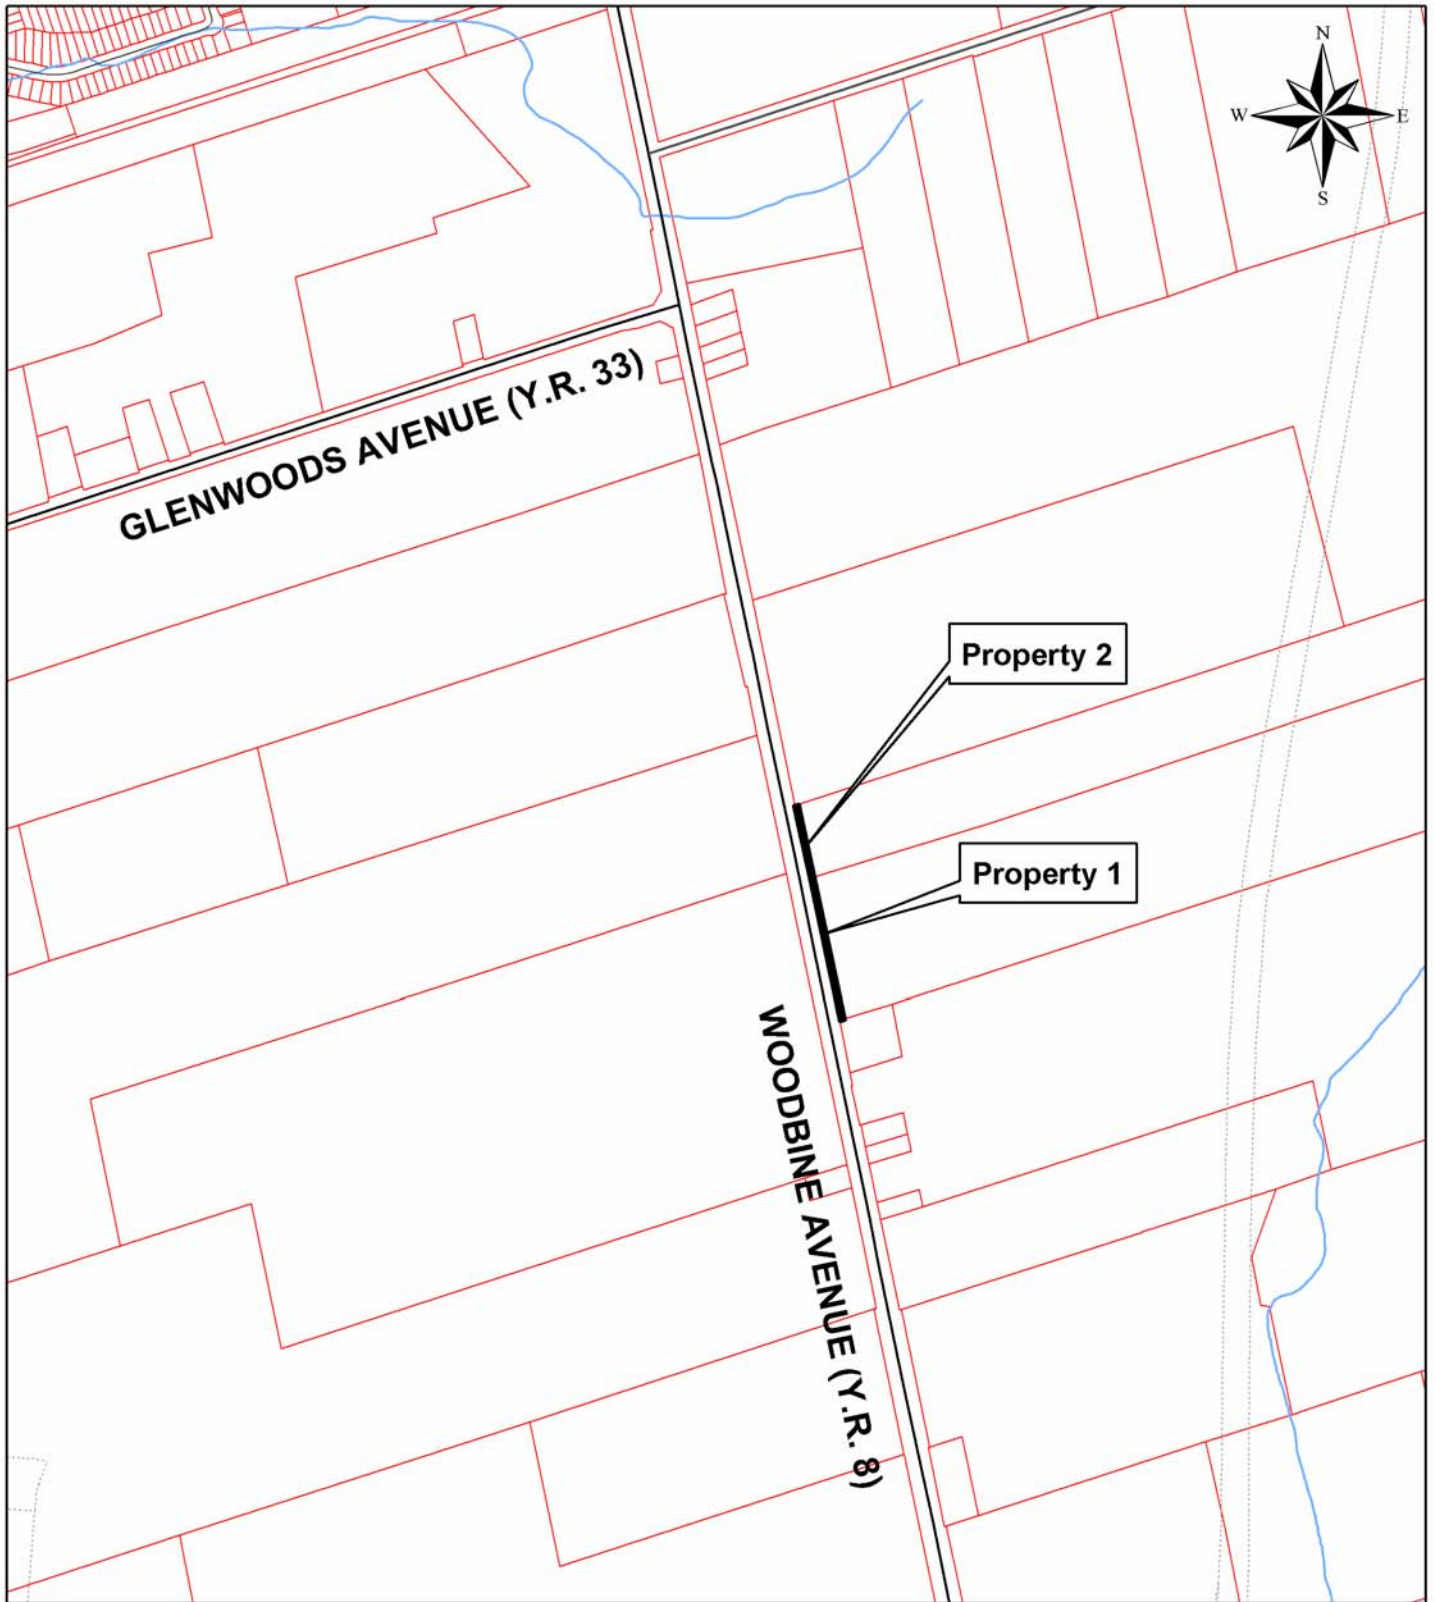 N
W
E
S
GLENWOODS AVENUE (Y.R. 33)
Property 2
Property 1
WOODBINE AVENUE (Y.R. 8)